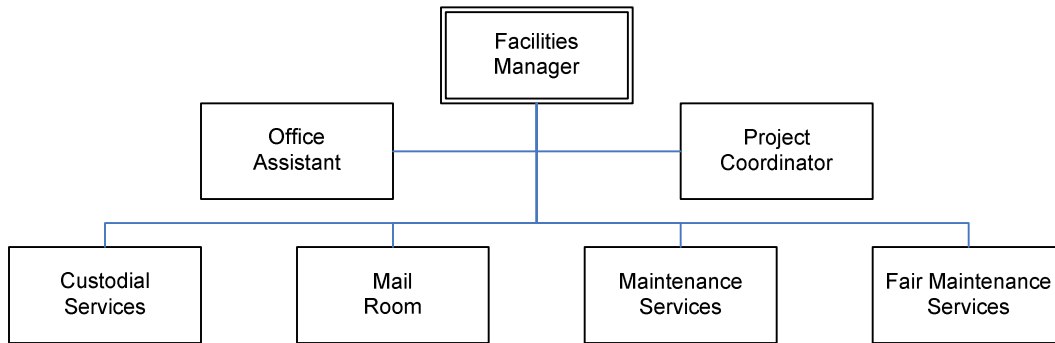 Facilities
Manager
Office
Assistant
Project
Coordinator
Custodial
Services
Mail
Room
Maintenance
Services
Fair Maintenance
Services